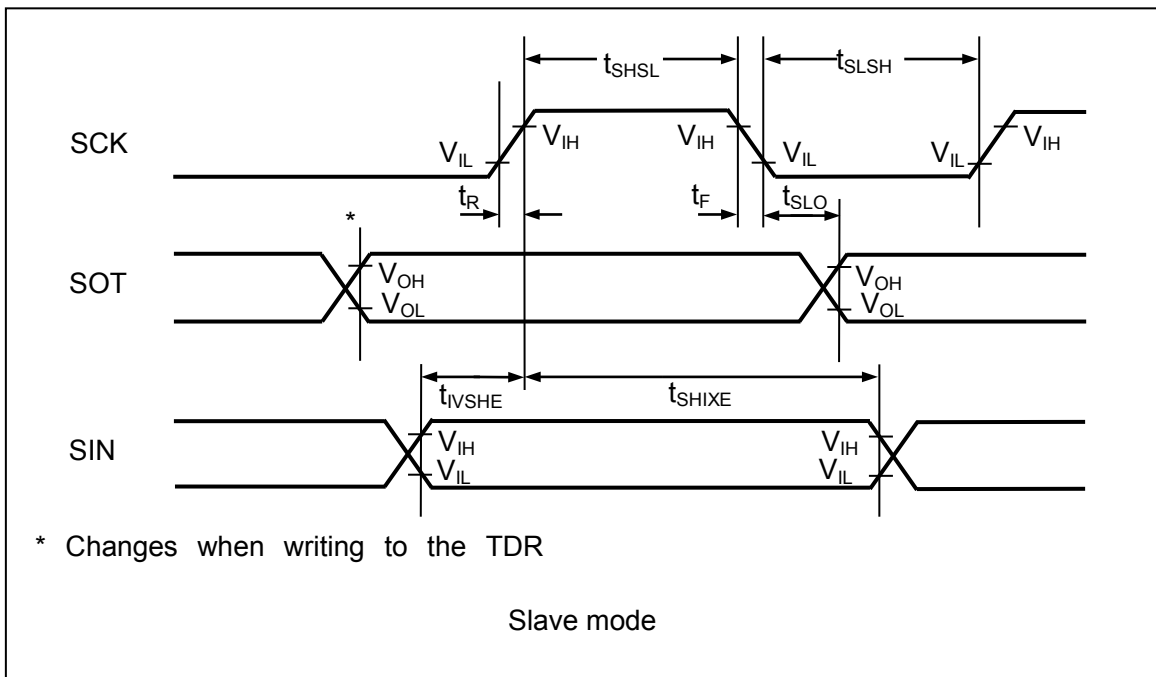 tSHSL
tSLSH
SCK
VIL
VIH
VIH
VIL
VIL
VIH
tR
tF
tSLO
*
SOT
VOH
VOL
VOH
VOL
tIVSHE
tSHIXE
SIN
VIH
VIL
VIH
VIL
* Changes when writing to the TDR
Slave mode